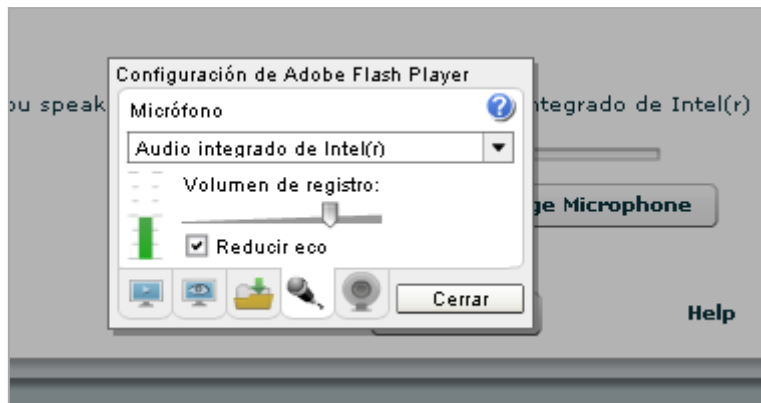 Configuración de Adobe Flash Player
ou speak
Micrófono
?
ntegrado de Intel(r)
Audio integrado de Intel(r)
Volumen de registro:
ge Microphone
Reducir eco
Cerrar
Help